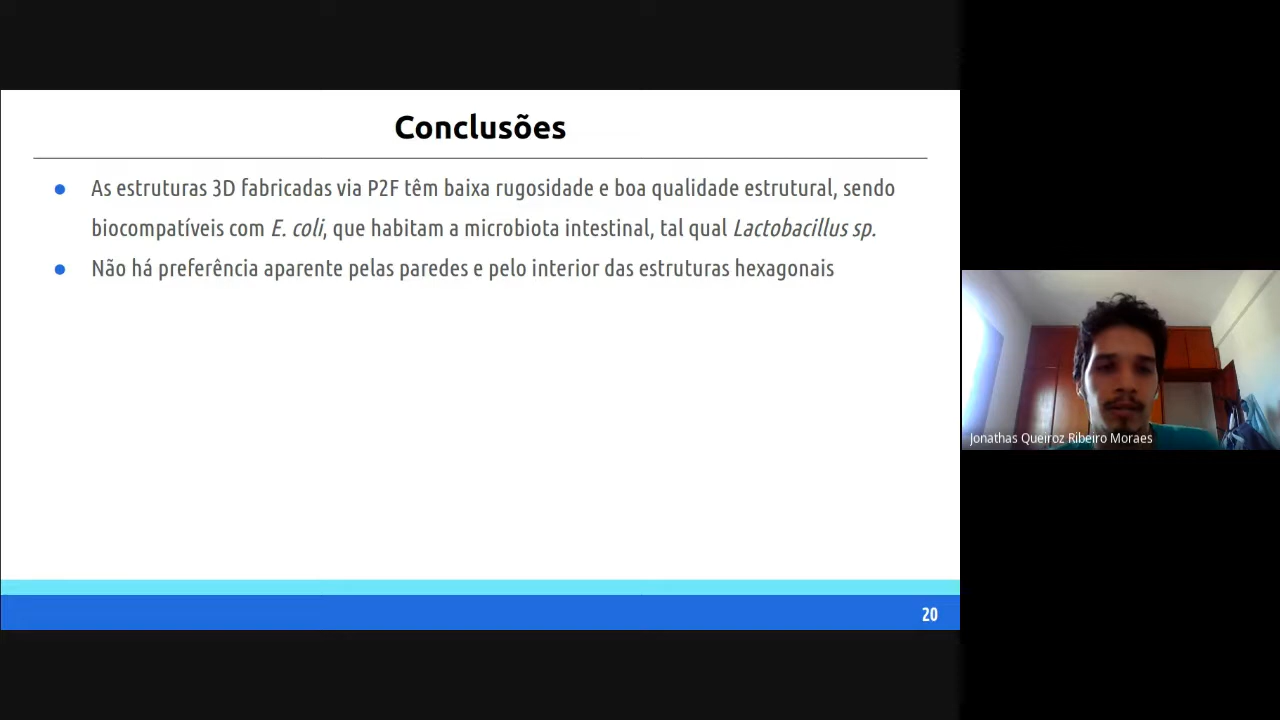 Conclusões
● As estruturas 3D fabricadas via P2F têm baixa rugosidade e boa qualidade estrutural, sendo
biocompatíveis com E. coli, que habitam a microbiota intestinal, tal qual Lactobacillus sp.
● Não há preferência aparente pelas paredes e pelo interior das estruturas hexagonais
20
Jonathas Queiroz Ribeiro Moraes